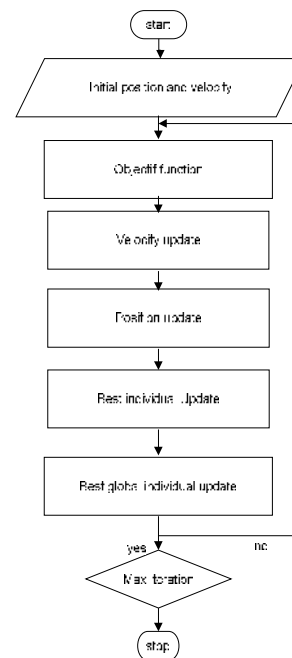 start
Initial position and velocity
Objectif function
Velocity update
Position update
Best individual Update
Best global individual update
yes
no
Max iteration
stop